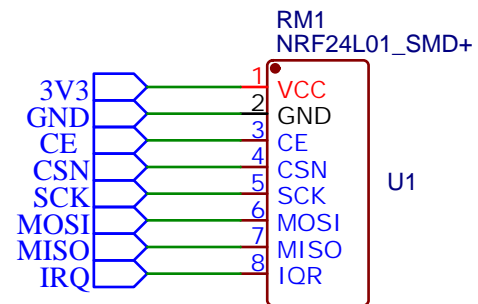 RM1
NRF24L01_SMD+
3V3 1 VCC
GND 2 GND
CE 3 CE
CSN 4 CSN
U1
SCK 5 SCK
MOSI 6 MOSI
MISO 7 MISO
IRQ 8 IQR